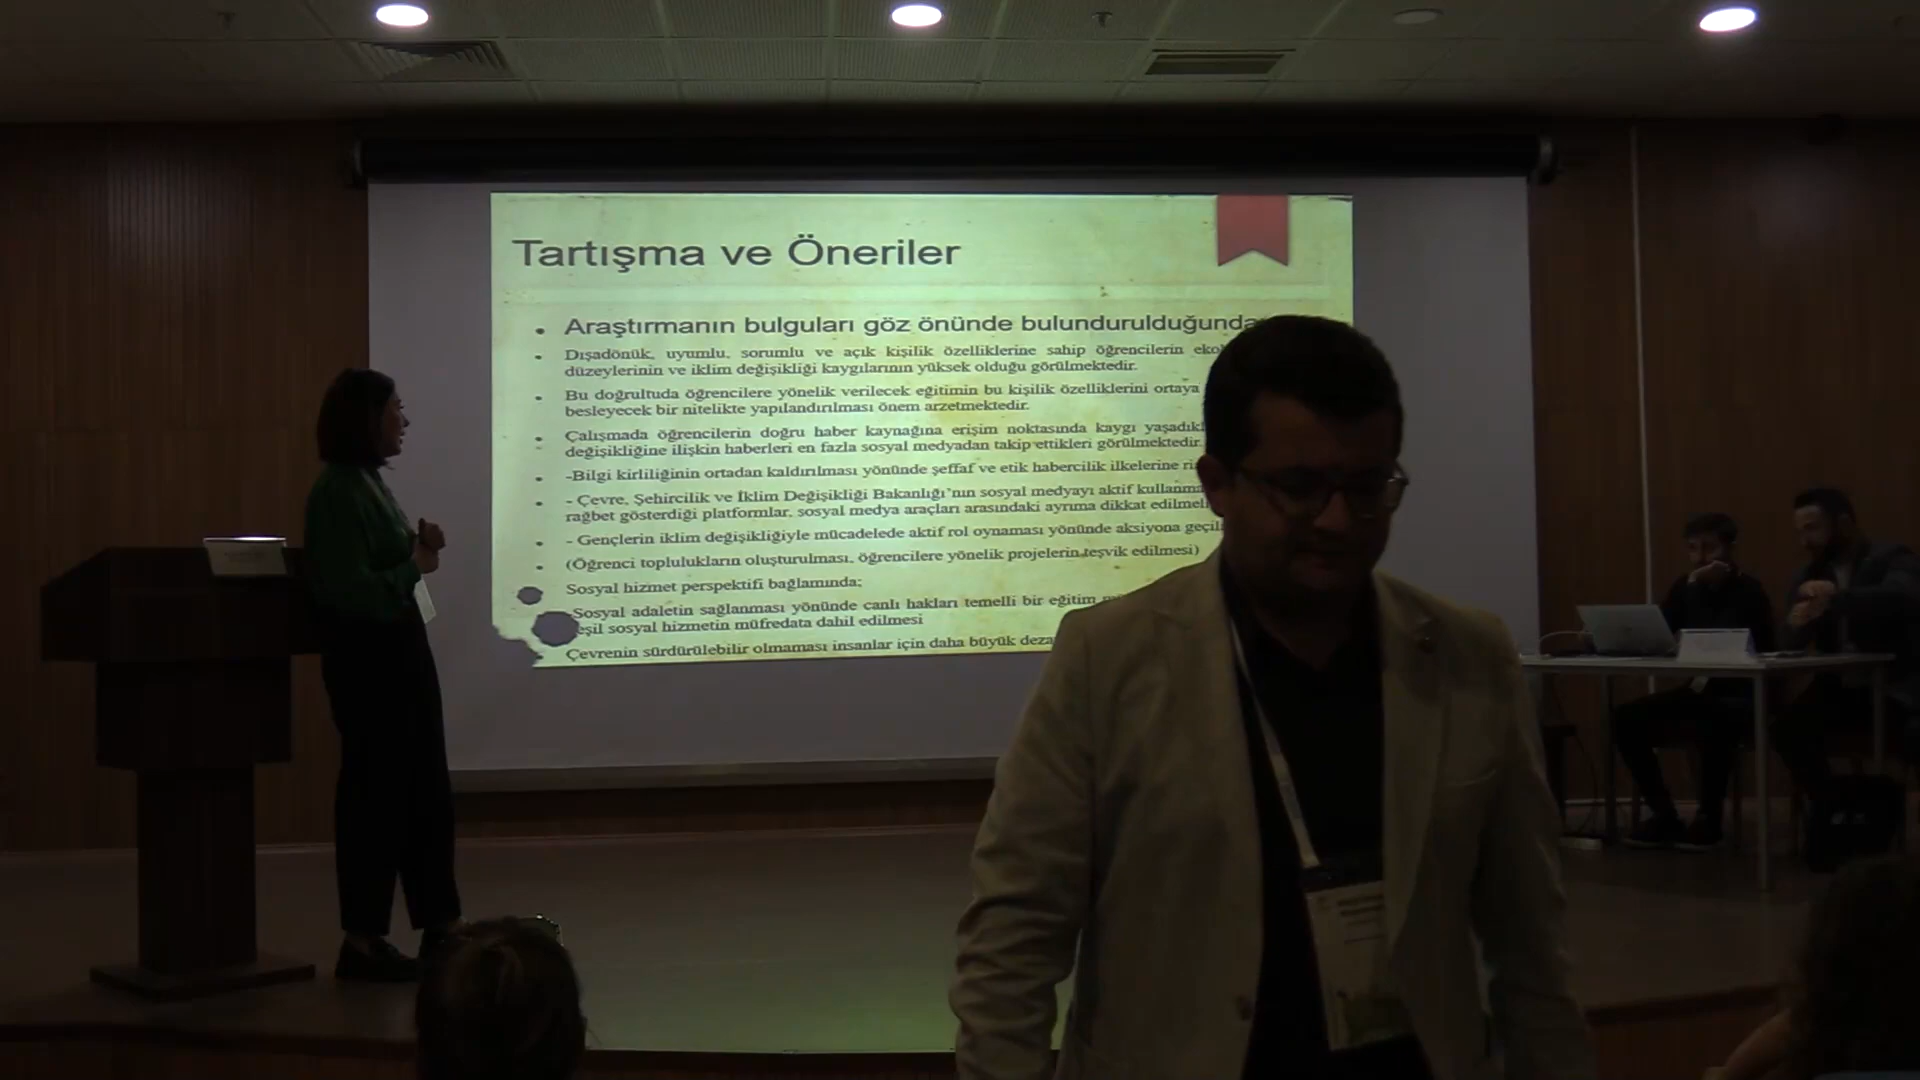 Tartışma ve Öneriler
• Araştırmanın bulguları göz önünde bulundurulduğunda
• Dışadönük, uyumlu, sorumlu ve açık kişilik özelliklerine sahip öğrencilerin
düzeylerinin ve iklim değişikliği kaygılarının yüksek olduğu görülmektedir.
• Bu doğrultuda öğrencilere yönelik verilecek eğitimin bu kişilik özelliklerini ortaya
besleyecek bir nitelikte yapılandırılması önem arzetmektedir.
• Çalışmada öğrencilerin doğru haber kaynağına erişim noktasında kaygı
değişikliğine ilişkin haberleri en fazla sosyal medyadan takip ettikleri görülmektedir.
• -Bilgi kirliliğinin ortadan kaldırılması yönünde şeffaf ve etik habercilik ilkelerine
• - Çevre, Şehircilik ve İklim Değişikliği Bakanlığı'nın sosyal medyayı aktif
rağbet gösterdiği platformlar, sosyal medya araçları arasındaki ayrıma dikkat
• - Gençlerin iklim değişikliğiyle mücadelede aktif rol oynaması yönünde aksiyona
• (Öğrenci toplulukların oluşturulması, öğrencilere yönelik projelerin teşvik edilmesi)
Sosyal hizmet perspektifi bağlamında;
Sosyal adaletin sağlanması yönünde canlı hakları temelli bir eğitim
eşil sosyal hizmetin müfredata dahil edilmesi
Çevrenin sürdürülebilir olmaması insanlar için daha büyük